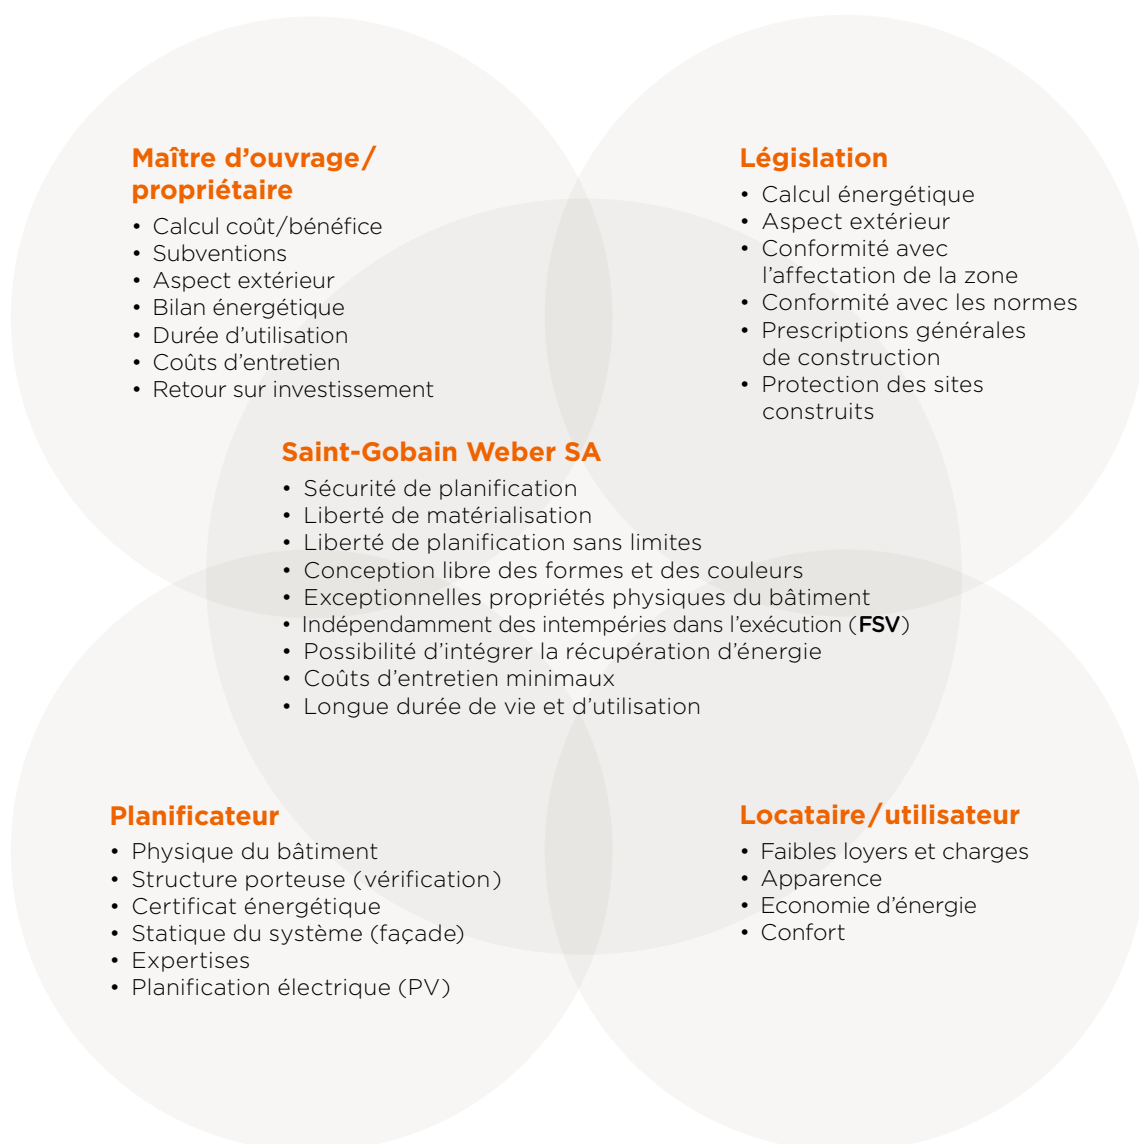 Maître d’ouvrage/
propriétaire
• Calcul coût/bénéfice
• Subventions
• Aspect extérieur
• Bilan énergétique
• Durée d’utilisation
• Coûts d’entretien
• Retour sur investissement
Législation
• Calcul énergétique
• Aspect extérieur
• Conformité avec
l’affectation de la zone
• Conformité avec les normes
• Prescriptions générales
de construction
• Protection des sites
construits
Saint-Gobain Weber SA
• Sécurité de planification
• Liberté de matérialisation
• Liberté de planification sans limites
• Conception libre des formes et des couleurs
• Exceptionnelles propriétés physiques du bâtiment
• Indépendamment des intempéries dans l’exécution (FSV)
• Possibilité d’intégrer la récupération d’énergie
• Coûts d’entretien minimaux
• Longue durée de vie et d’utilisation
Planificateur
• Physique du bâtiment
• Structure porteuse (vérification)
• Certificat énergétique
• Statique du système (façade)
• Expertises
• Planification électrique (PV)
Locataire/utilisateur
• Faibles loyers et charges
• Apparence
• Economie d’énergie
• Confort